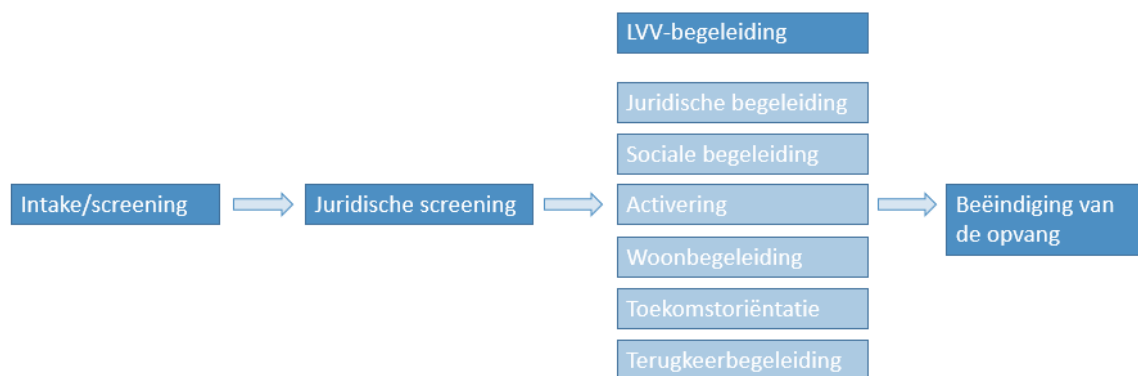 LVV-begeleiding
Juridische begeleiding
Sociale begeleiding
Intake/screening
Juridische screening
Activering
Beëindiging van
de opvang
Woonbegeleiding
Toekomstoriëntatie
Terugkeerbegeleiding